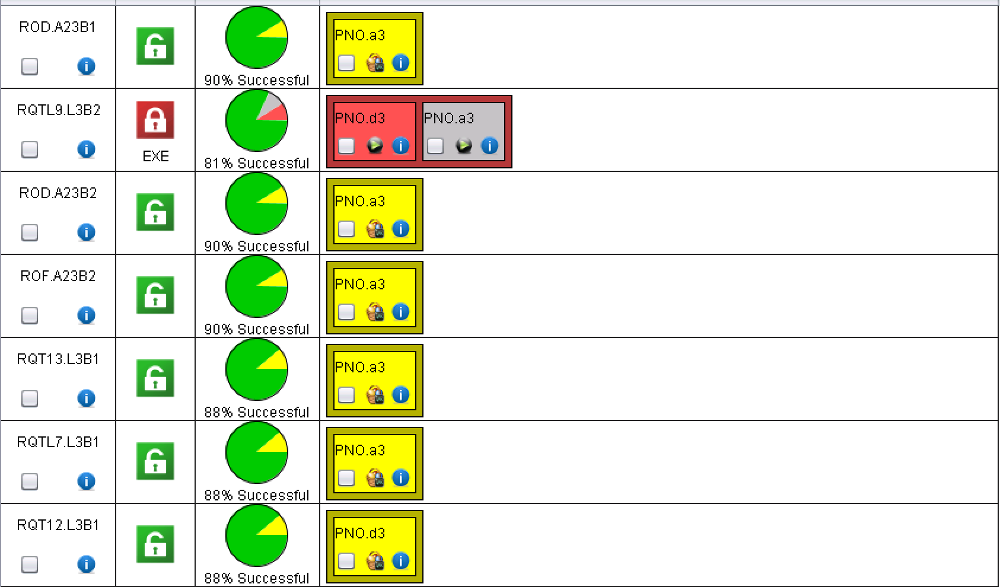 ROD.A23B1
90% Successful
PNO.a3
RQTL9.L3B2
EXE
81% Successful
PNO.d3
PNO.a3
ROD.A23B2
90% Successful
PNO.a3
ROF.A23B2
90% Successful
PNO.a3
RQT13.L3B1
88% Successful
PNO.a3
RQTL7.L3B1
88% Successful
PNO.a3
RQT12.L3B1
88% Successful
PNO.d3